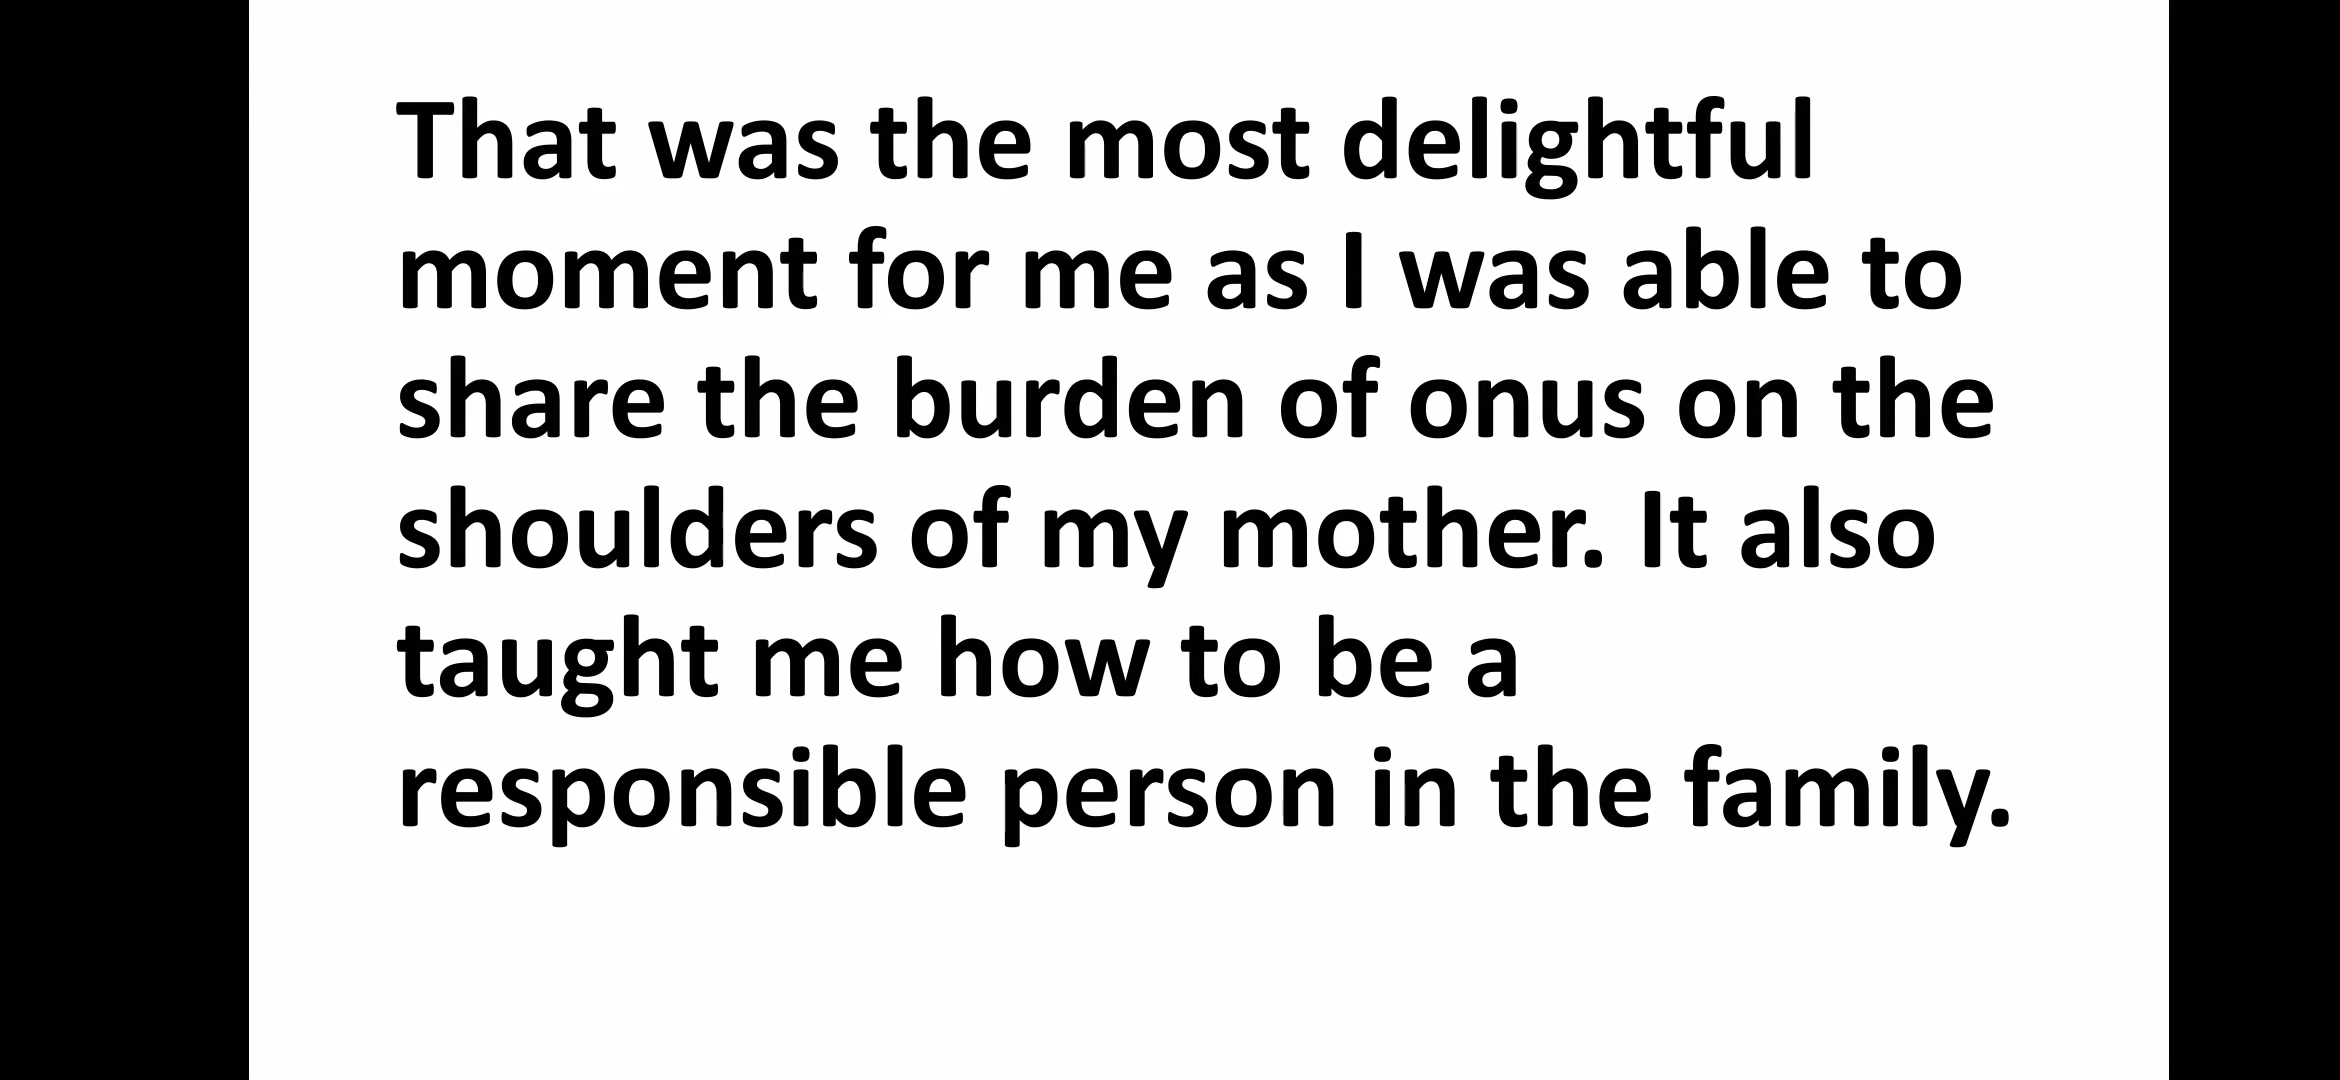 That was the most delightful
moment for me as I was able to
share the burden of onus on the
shoulders of my mother. It also
taught me how to be a
responsible person in the family.